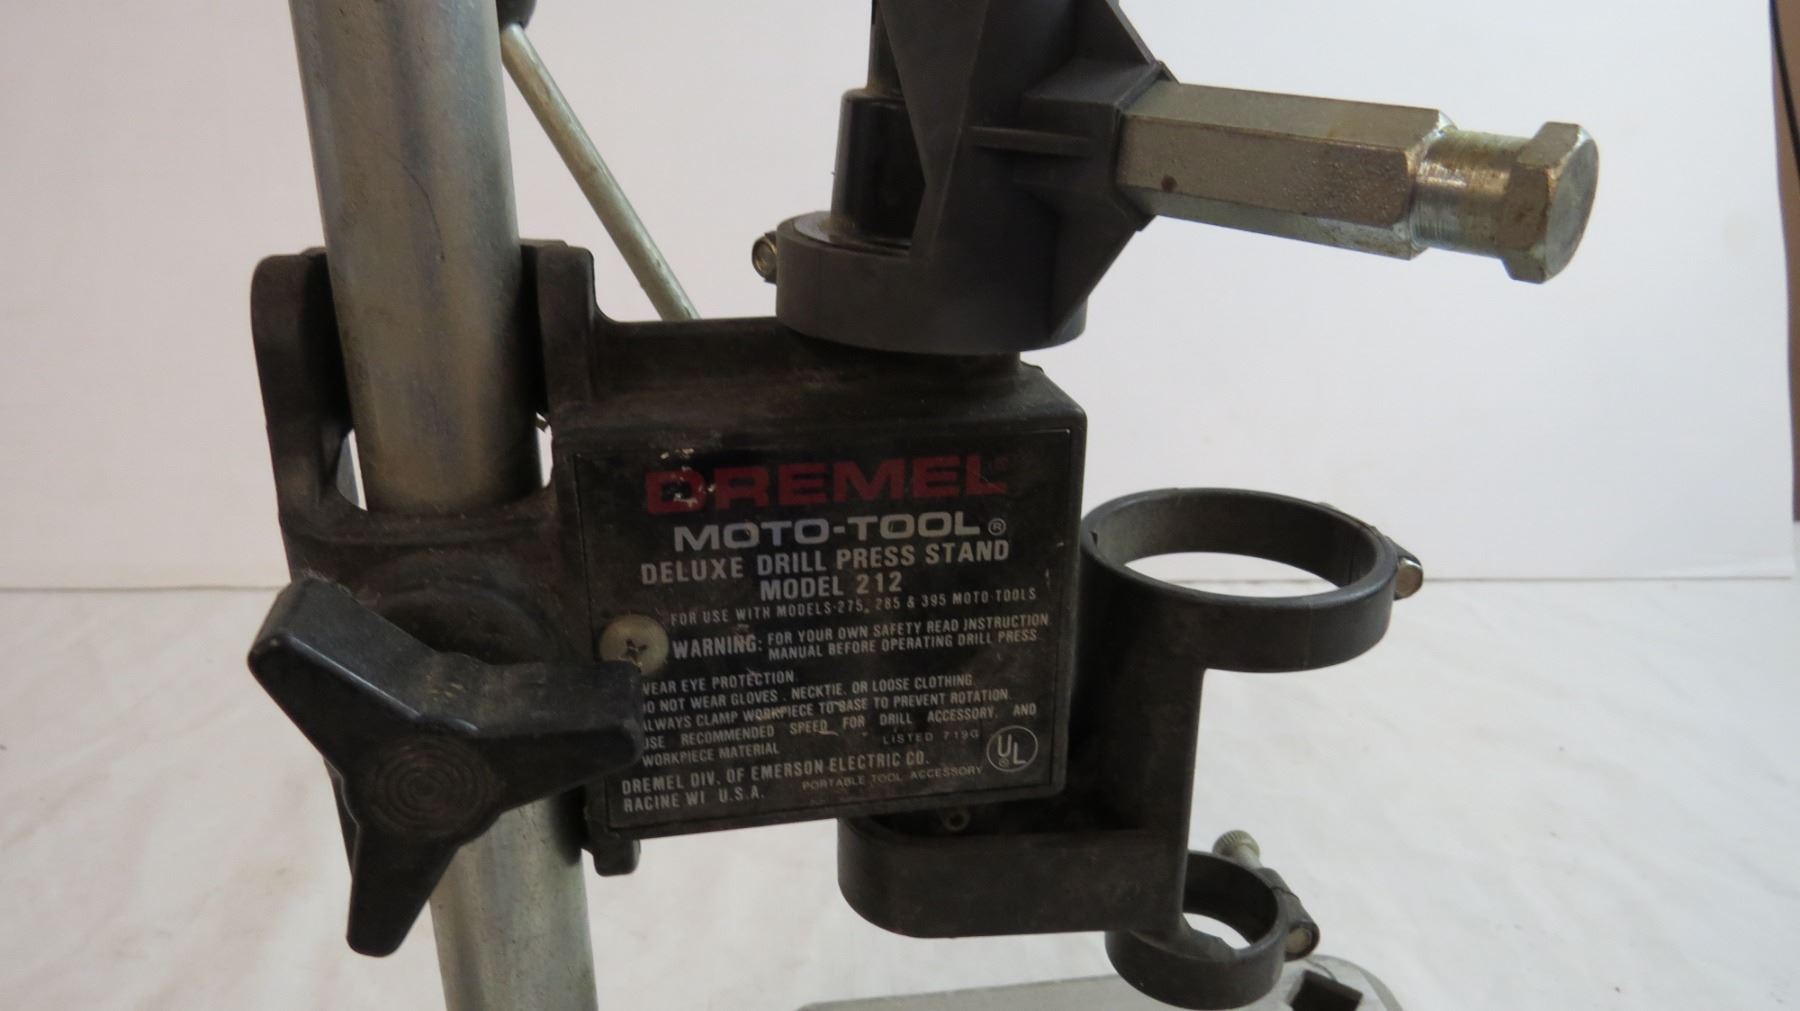 DREMEL
MOTO-TOOL®
DELUXE DRILL PRESS STAND
MODEL 212
FOR USE WITH MODELS-275, 285 & 395 MOTO-TOOLS
WARNING: FOR YOUR OWN SAFETY READ INSTRUCTION
MANUAL BEFORE OPERATING DRILL PRESS
WEAR EYE PROTECTION.
DO NOT WEAR GLOVES, NECKTIE, OR LOOSE CLOTHING.
ALWAYS CLAMP WORKPIECE TO BASE TO PREVENT ROTATION.
USE RECOMMENDED SPEED FOR DRILL ACCESSORY, AND
WORKPIECE MATERIAL
LISTED 719G
UL
DREMEL DIV. OF EMERSON ELECTRIC CO.
RACINE WI U.S.A.
PORTABLE TOOL ACCESSORY